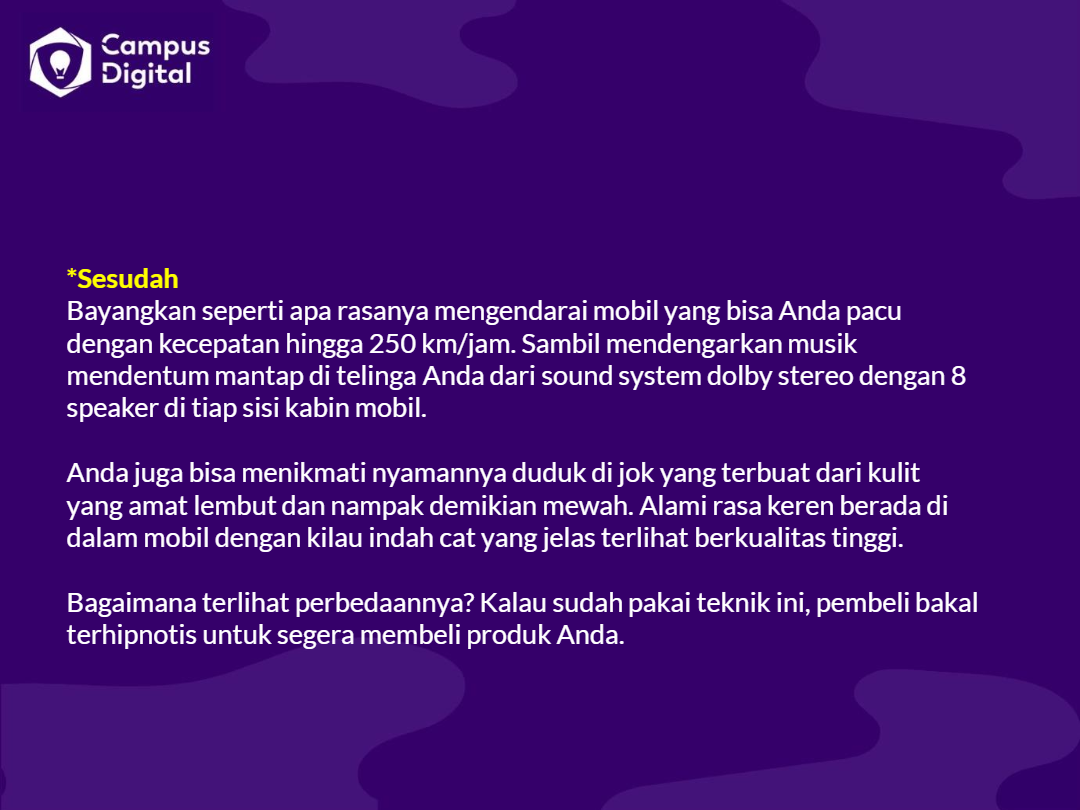 Campus
Digital
*Sesudah
Bayangkan seperti apa rasanya mengendarai mobil yang bisa Anda pacu
dengan kecepatan hingga 250 km/jam. Sambil mendengarkan musik
mendentum mantap di telinga Anda dari sound system dolby stereo dengan 8
speaker di tiap sisi kabin mobil.
Anda juga bisa menikmati nyamannya duduk di jok yang terbuat dari kulit
yang amat lembut dan nampak demikian mewah. Alami rasa keren berada di
dalam mobil dengan kilau indah cat yang jelas terlihat berkualitas tinggi.
Bagaimana terlihat perbedaannya? Kalau sudah pakai teknik ini, pembeli bakal
terhipnotis untuk segera membeli produk Anda.